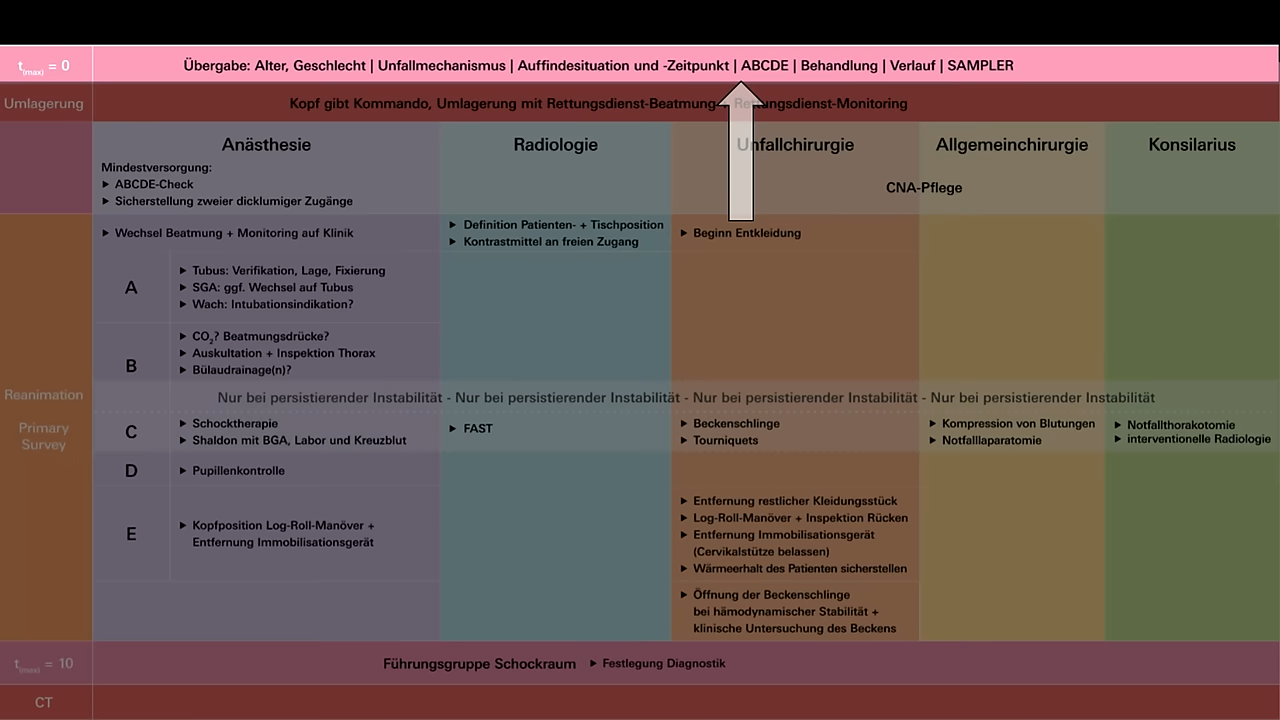 t(max) = 0
Übergabe: Alter, Geschlecht | Unfallmechanismus | Auffindesituation und -Zeitpunkt | ABCDE | Behandlung | Verlauf | SAMPLER
Umlagerung
Kopf gibt Kommando, Umlagerung mit Rettungsdienst-Beatmung + Rettungsdienst-Monitoring
Anästhesie
Mindestversorgung:
► ABCDE-Check
► Sicherstellung zweier dicklumiger Zugänge
Radiologie
Unfallchirurgie
Allgemeinchirurgie
CNA-Pflege
Konsilarius
Reanimation
Primary
Survey
► Wechsel Beatmung + Monitoring auf Klinik
► Definition Patienten- + Tischposition
► Kontrastmittel an freien Zugang
► Beginn Entkleidung
A
► Tubus: Verifikation, Lage, Fixierung
► SGA: ggf. Wechsel auf Tubus
► Wach: Intubationsindikation?
B
► CO2? Beatmungsdrücke?
► Auskultation + Inspektion Thorax
► Bülaudrainage(n)?
Nur bei persistierender Instabilität - Nur bei persistierender Instabilität - Nur bei persistierender Instabilität - Nur bei persistierender Instabilität
C
► Schocktherapie
► Shaldon mit BGA, Labor und Kreuzblut
► FAST
► Beckenschlinge
► Tourniquets
► Kompression von Blutungen
► Notfalllaparatomie
► Notfallthorakotomie
► interventionelle Radiologie
D
► Pupillenkontrolle
E
► Kopfposition Log-Roll-Manöver +
Entfernung Immobilisationsgerät
► Entfernung restlicher Kleidungsstück
► Log-Roll-Manöver + Inspektion Rücken
► Entfernung Immobilisationsgerät
(Cervikalstütze belassen)
► Wärmeerhalt des Patienten sicherstellen
► Öffnung der Beckenschlinge
bei hämodynamischer Stabilität +
klinische Untersuchung des Beckens
t(max) = 10
Führungsgruppe Schockraum ► Festlegung Diagnostik
CT